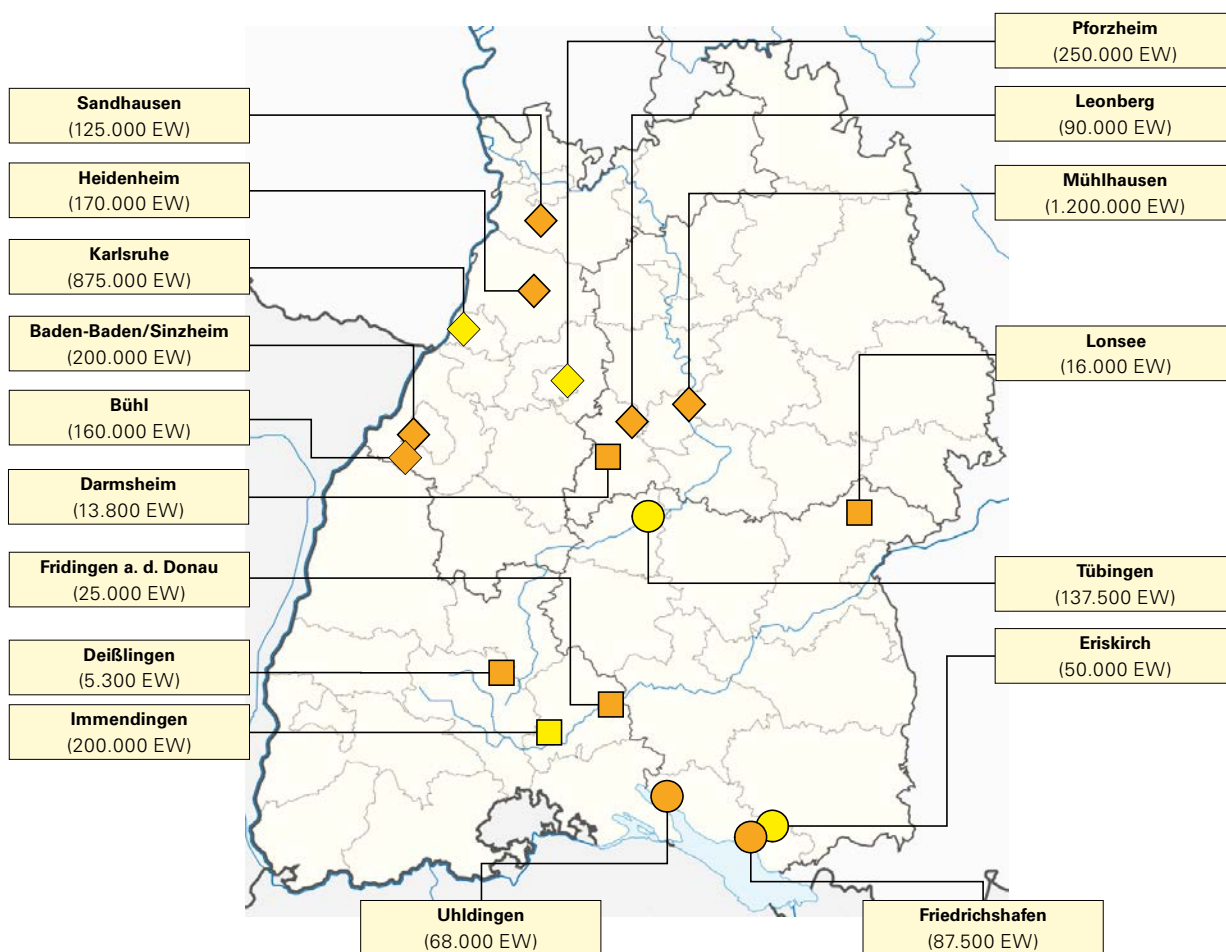 Pforzheim
(250.000 EW)
Sandhausen
(125.000 EW)
Leonberg
(90.000 EW)
Heidenheim
(170.000 EW)
Mühlhausen
(1.200.000 EW)
Karlsruhe
(875.000 EW)
Baden-Baden/Sinzheim
(200.000 EW)
Lonsee
(16.000 EW)
Bühl
(160.000 EW)
Darmsheim
(13.800 EW)
Fridingen a. d. Donau
(25.000 EW)
Tübingen
(137.500 EW)
Deißlingen
(5.300 EW)
Eriskirch
(50.000 EW)
Immendingen
(200.000 EW)
Uhldingen
(68.000 EW)
Friedrichshafen
(87.500 EW)